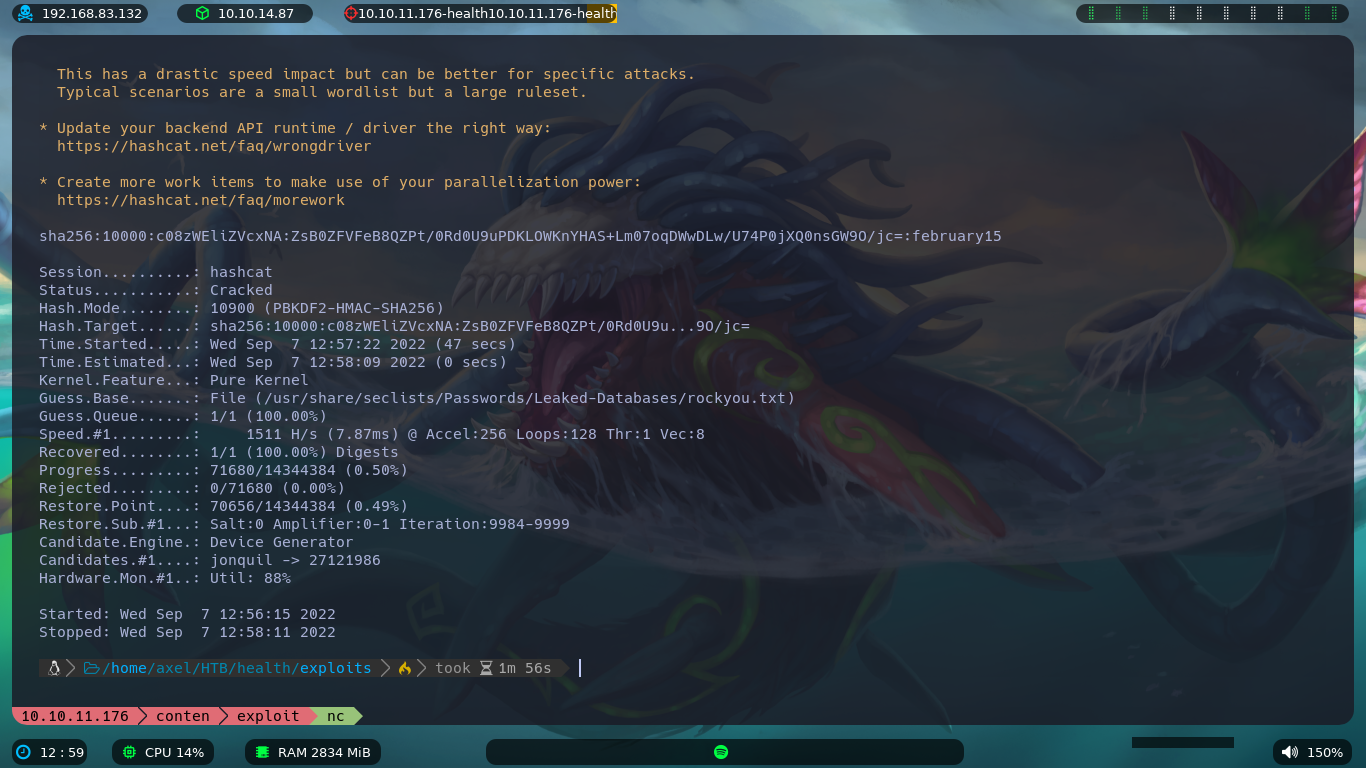 192.168.83.132
10.10.14.87
10.10.11.176-health10.10.11.176-health
This has a drastic speed impact but can be better for specific attacks.
Typical scenarios are a small wordlist but a large ruleset.
* Update your backend API runtime / driver the right way:
https://hashcat.net/faq/wrongdriver
* Create more work items to make use of your parallelization power:
https://hashcat.net/faq/morework
sha256:10000:c08zWEliZVcxNA:ZsB0ZFVFeB8QZPt/0Rd0U9uPDKLOWKnYHAS+Lm07oqDWwDLw/U74P0jXQ0nsGW9O/jc=:february15
Session..........: hashcat
Status...........: Cracked
Hash.Mode........: 10900 (PBKDF2-HMAC-SHA256)
Hash.Target......: sha256:10000:c08zWEliZVcxNA:ZsB0ZFVFeB8QZPt/0Rd0U9u...9O/jc=
Time.Started.....: Wed Sep  7 12:57:22 2022 (47 secs)
Time.Estimated...: Wed Sep  7 12:58:09 2022 (0 secs)
Kernel.Feature...: Pure Kernel
Guess.Base.......: File (/usr/share/seclists/Passwords/Leaked-Databases/rockyou.txt)
Guess.Queue......: 1/1 (100.00%)
Speed.#1.........:     1511 H/s (7.87ms) @ Accel:256 Loops:128 Thr:1 Vec:8
Recovered........: 1/1 (100.00%) Digests
Progress.........: 71680/14344384 (0.50%)
Rejected.........: 0/71680 (0.00%)
Restore.Point....: 70656/14344384 (0.49%)
Restore.Sub.#1...: Salt:0 Amplifier:0-1 Iteration:9984-9999
Candidate.Engine.: Device Generator
Candidates.#1....: jonquil -> 27121986
Hardware.Mon.#1..: Util: 88%
Started: Wed Sep  7 12:56:15 2022
Stopped: Wed Sep  7 12:58:11 2022
/home/axel/HTB/health/exploits took 1m 56s
10.10.11.176 conten exploit nc
12 : 59 CPU 14% RAM 2834 MiB 150%